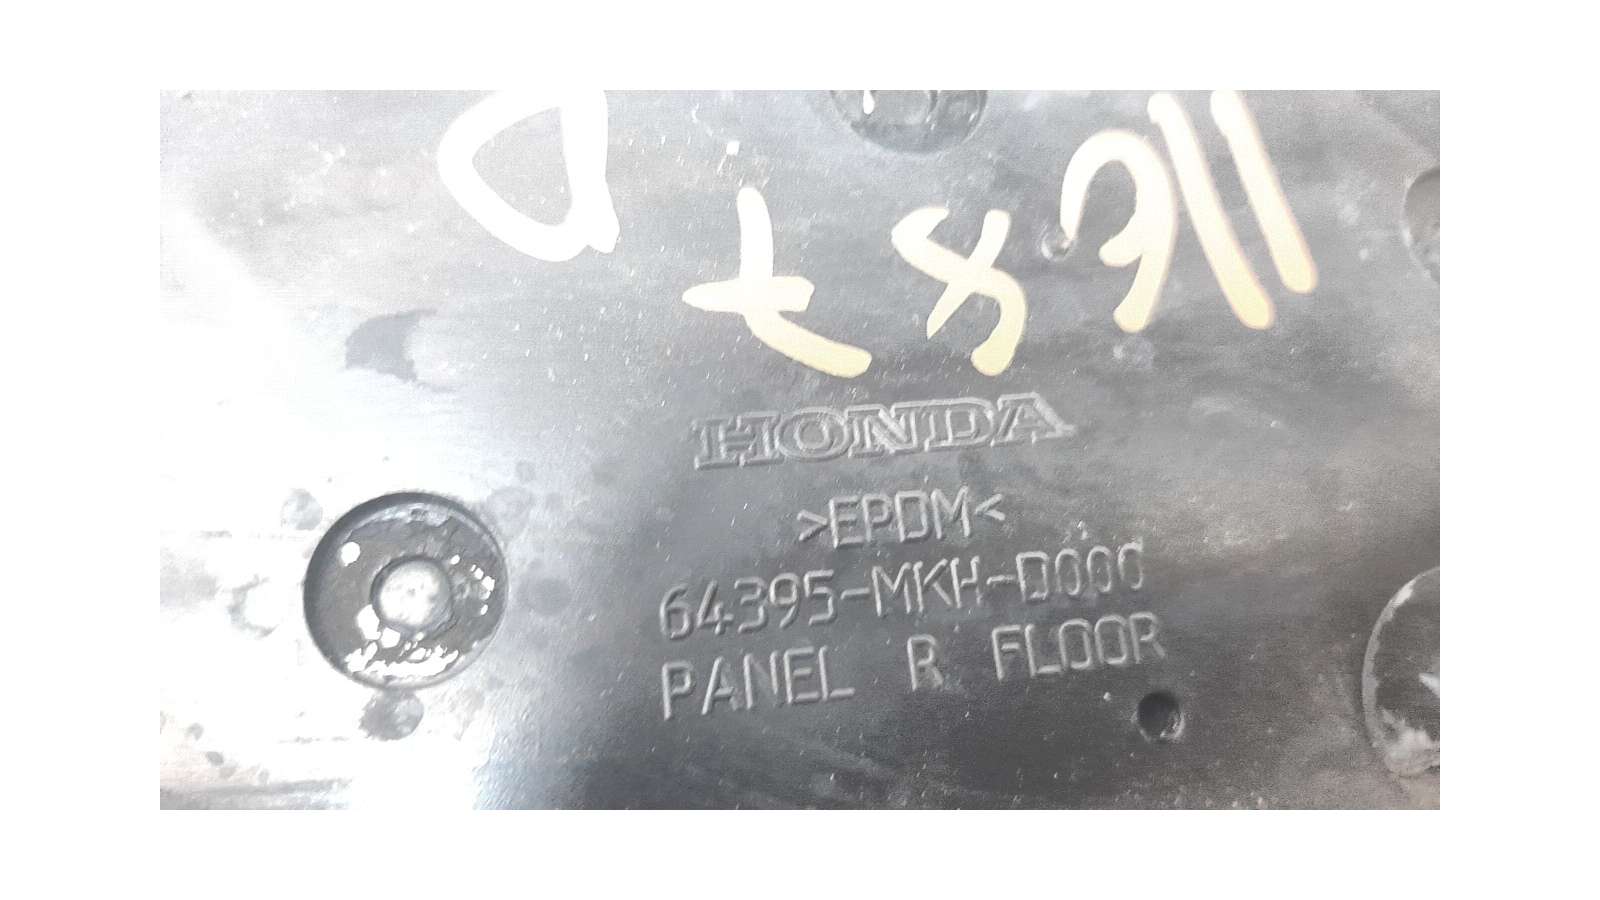 HONDA
>EPDM<
64395-MKH-D000
PANEL R FLOOR